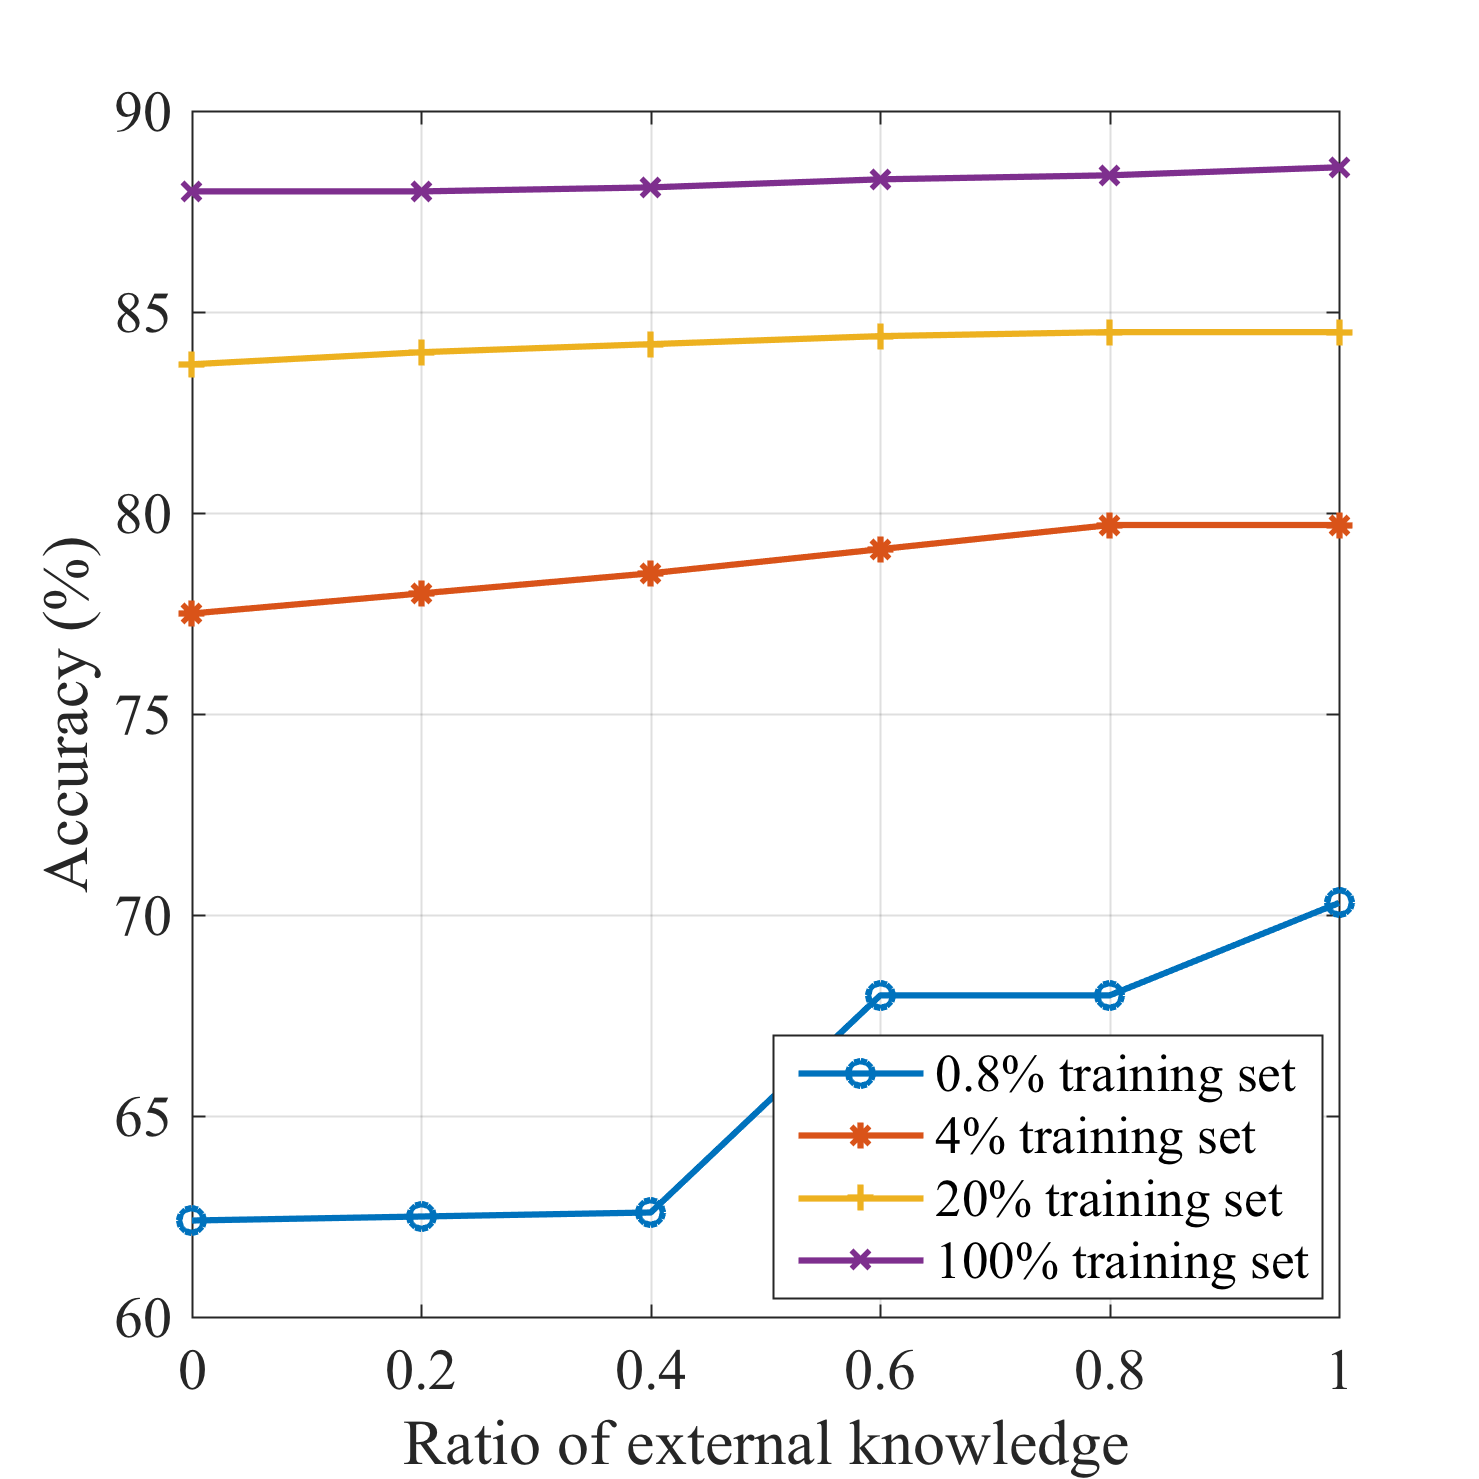 90
85
80
75
70
65
60
Accuracy (%)
0.8% training set
4% training set
20% training set
100% training set
0 0.2 0.4 0.6 0.8 1
Ratio of external knowledge